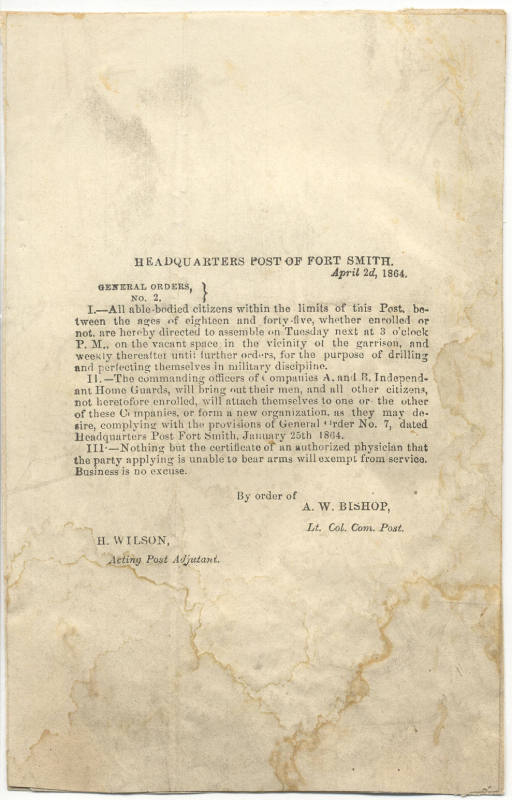 HEADQUARTERS POST OF FORT SMITH.
April 2d, 1864.
GENERAL ORDERS, }
No. 2.
I.—All able-bodied citizens within the limits of this Post, be-
tween the ages of eighteen and forty-five, whether enrolled or
not, are hereby directed to assemble on Tuesday next at 3 o'clock
P. M., on the vacant space in the vicinity of the garrison, and
weekly thereafter until further orders, for the purpose of drilling
and perfecting themselves in military discipline.
II.—The commanding officers of Companies A. and B. Independ-
ant Home Guards, will bring out their men, and all other citizens,
not heretofore enrolled, will attach themselves to one or the other
of these Companies, or form a new organization, as they may de-
sire, complying with the provisions of General Order No. 7, dated
Headquarters Post Fort Smith, January 25th 1864.
III.—Nothing but the certificate of an authorized physician that
the party applying is unable to bear arms will exempt from service.
Business is no excuse.
By order of
A. W. BISHOP,
Lt. Col. Com. Post.
H. WILSON,
Acting Post Adjutant.